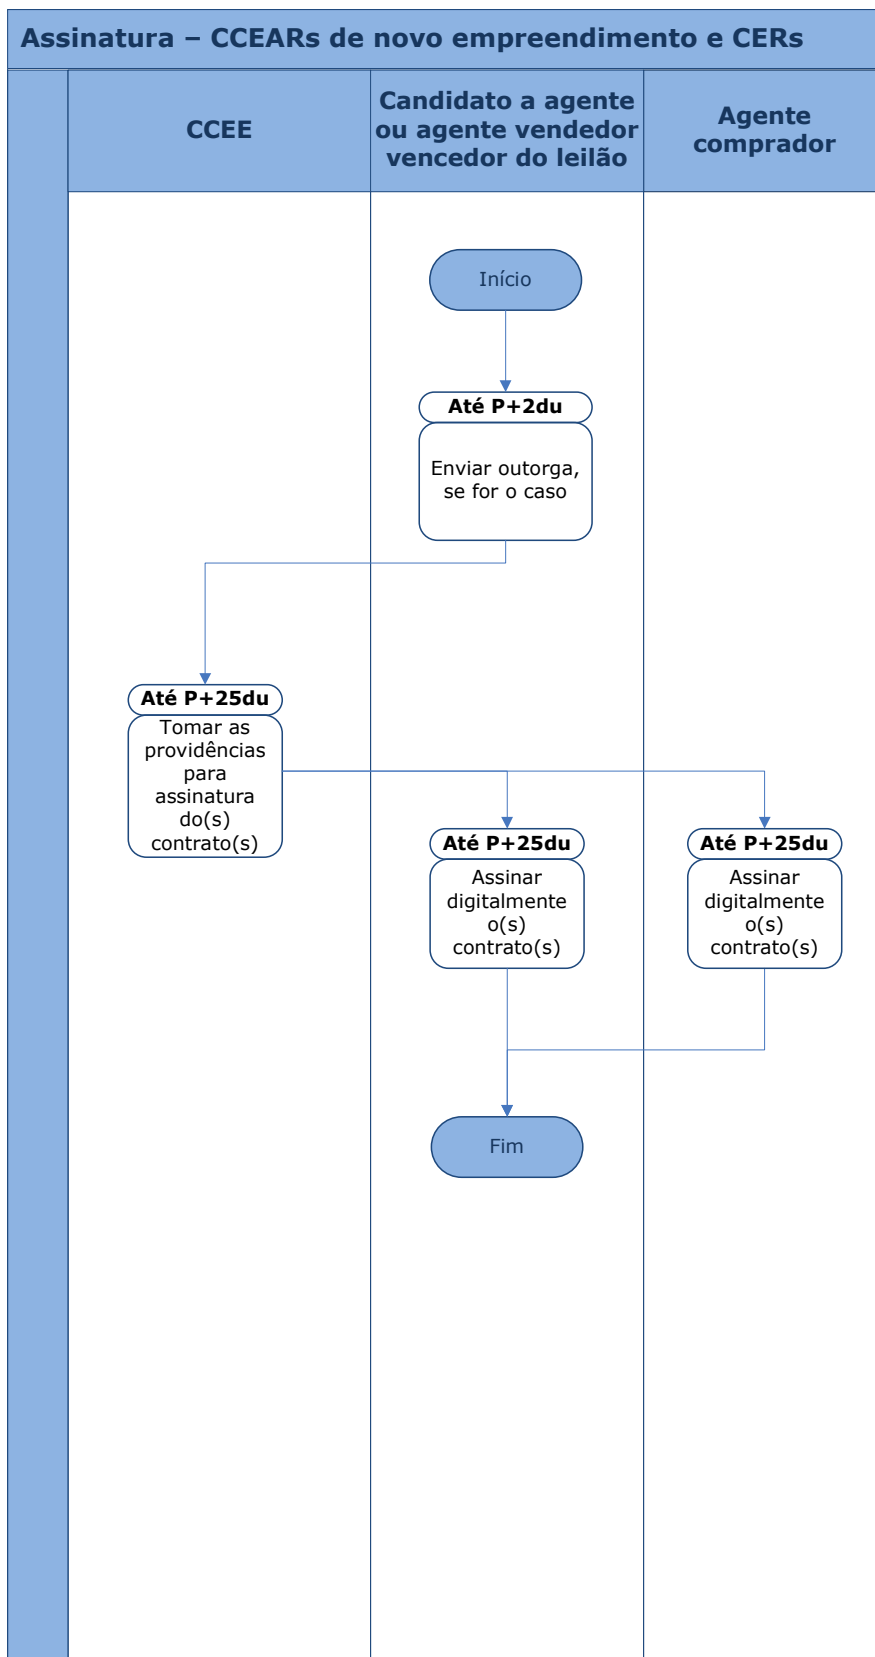 Assinatura – CCEARs de novo empreendimento e CERs
CCEE
Candidato a agente
ou agente vendedor
vencedor do leilão
Agente
comprador
Início
Até P+2du
Enviar outorga,
se for o caso
Até P+25du
Tomar as
providências
para
assinatura
do(s)
contrato(s)
Até P+25du
Assinar
digitalmente
o(s)
contrato(s)
Até P+25du
Assinar
digitalmente
o(s)
contrato(s)
Fim